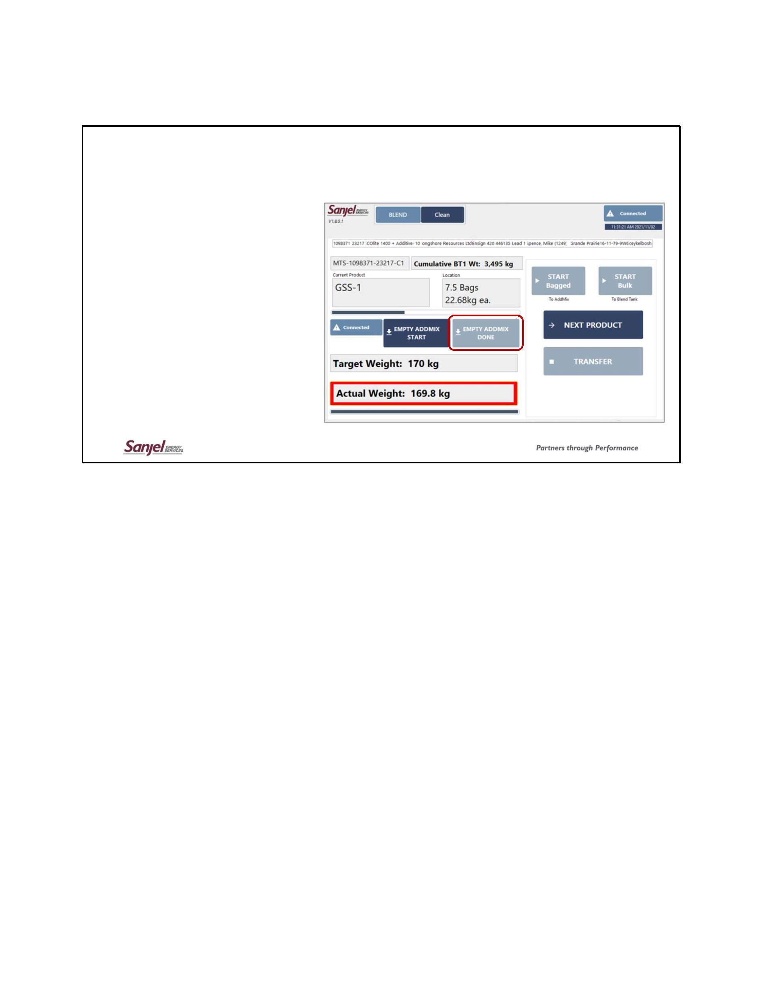 Sanjel ENERGY SERVICES
V1.8.0.1
BLEND
Clean
Connected
11:31:21 AM 2021/11/02
1098371 23217 COlite 1400 + Additive: 10 ongshore Resources LtdEnsign 420 446135 Lead 1 pence, Mike (1249 Grande Prairie16-11-79-9W6ceykelbosh
MTS-1098371-23217-C1
Cumulative BT1 Wt: 3,495 kg
Current Product
GSS-1
Location
7.5 Bags
22.68kg ea.
Connected
EMPTY ADDMIX
START
EMPTY ADDMIX
DONE
Target Weight: 170 kg
Actual Weight: 169.8 kg
START
Bagged
To AddMix
START
Bulk
To Blend Tank
NEXT PRODUCT
TRANSFER
Sanjel ENERGY SERVICES
Partners through Performance